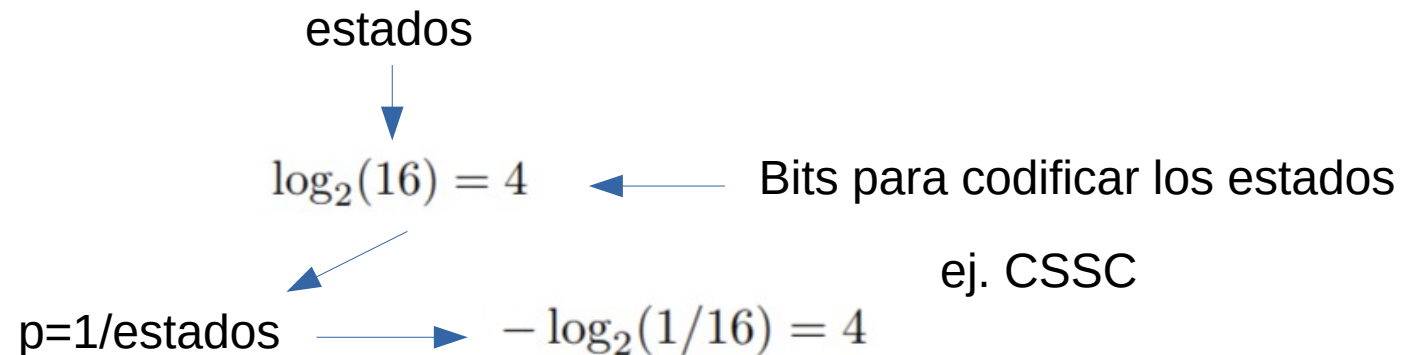 estados
log₂(16) = 4
Bits para codificar los estados
ej. CSSC
p=1/estados
− log₂(1/16) = 4